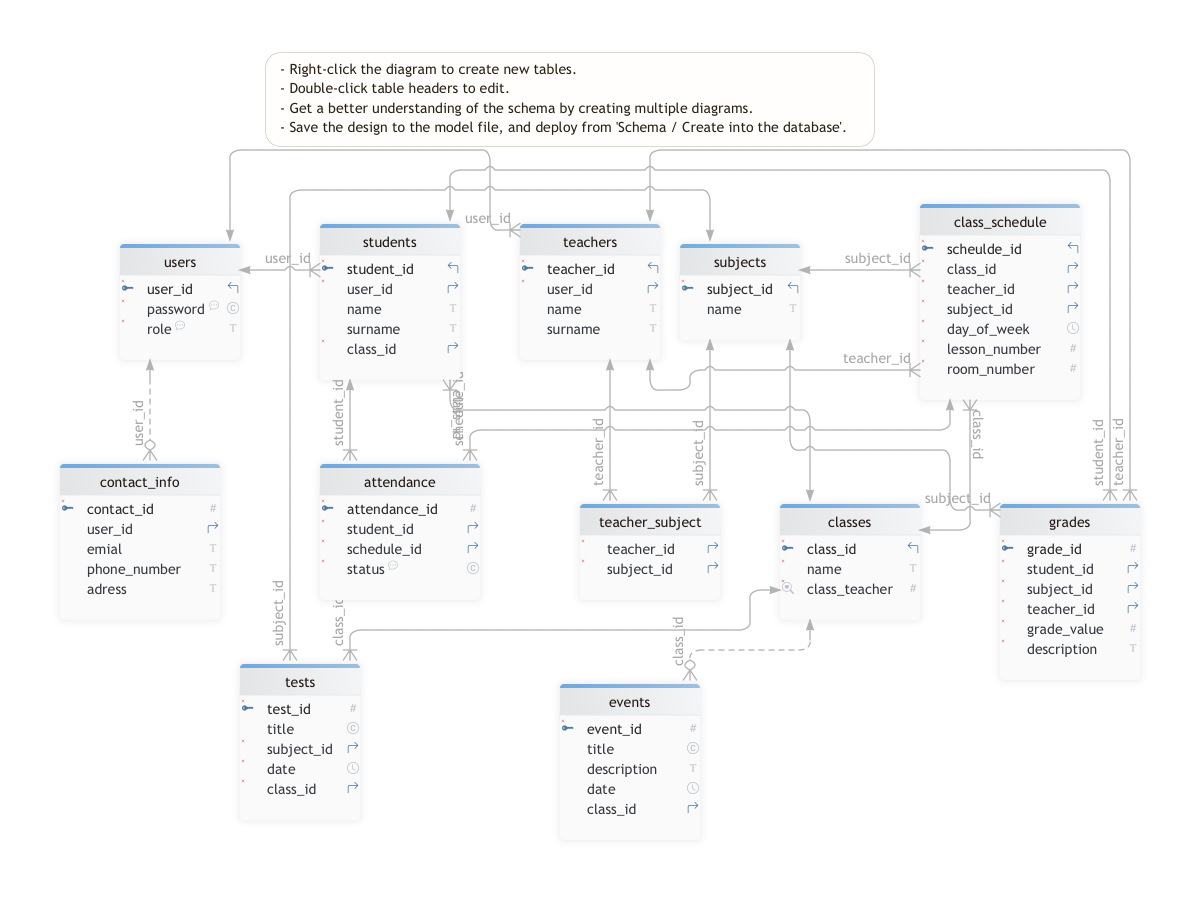 - Right-click the diagram to create new tables.
- Double-click table headers to edit.
- Get a better understanding of the schema by creating multiple diagrams.
- Save the design to the model file, and deploy from 'Schema / Create into the database'.
users
user_id
password
role
user_id
students
student_id
user_id
name
surname
class_id
user_id
teachers
teacher_id
user_id
name
surname
subjects
subject_id
name
subject_id
teacher_id
class_schedule
scheulde_id
class_id
teacher_id
subject_id
day_of_week
lesson_number
room_number
user_id
student_id
teacher_id
subject_id
class_id
student_id
teacher_id
subject_id
contact_info
contact_id
user_id
emial
phone_number
adress
attendance
attendance_id
student_id
schedule_id
status
teacher_subject
teacher_id
subject_id
classes
class_id
name
class_teacher
grades
grade_id
student_id
subject_id
teacher_id
grade_value
description
subject_id
class_id
class_id
tests
test_id
title
subject_id
date
class_id
events
event_id
title
description
date
class_id